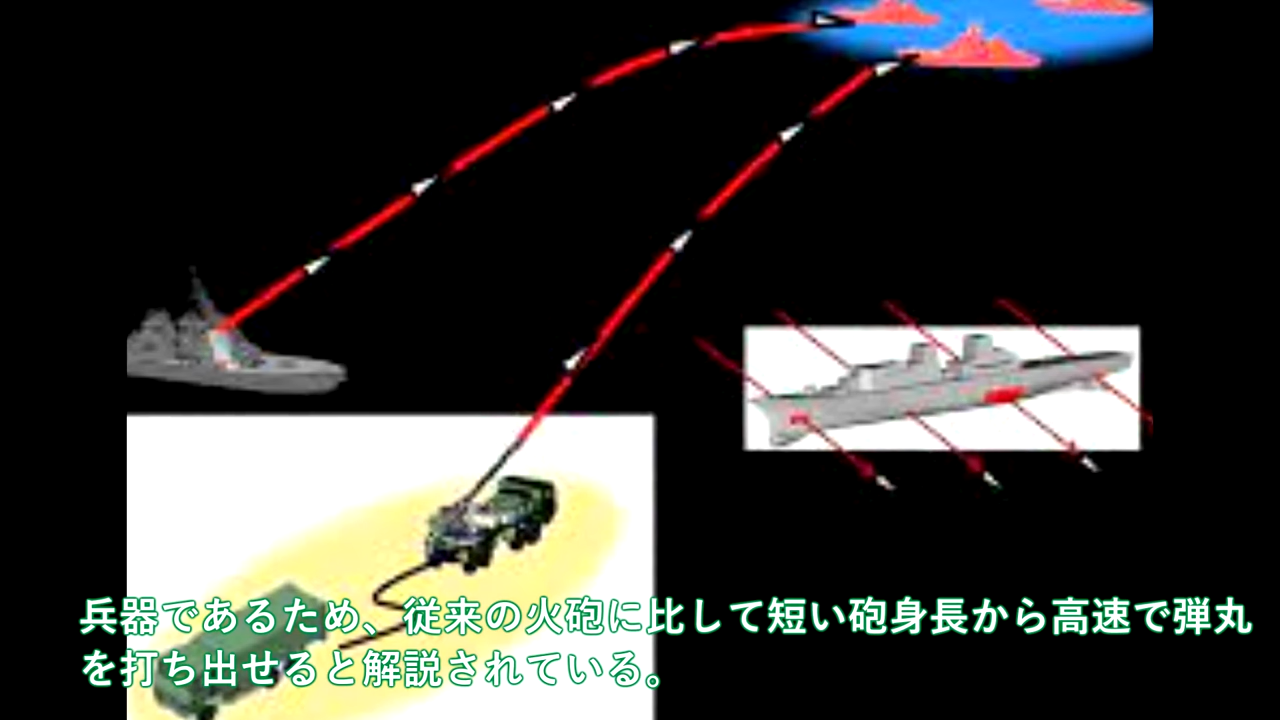 兵器であるため、従来の火砲に比して短い砲身長から高速で弾丸
を打ち出せると解説されている。